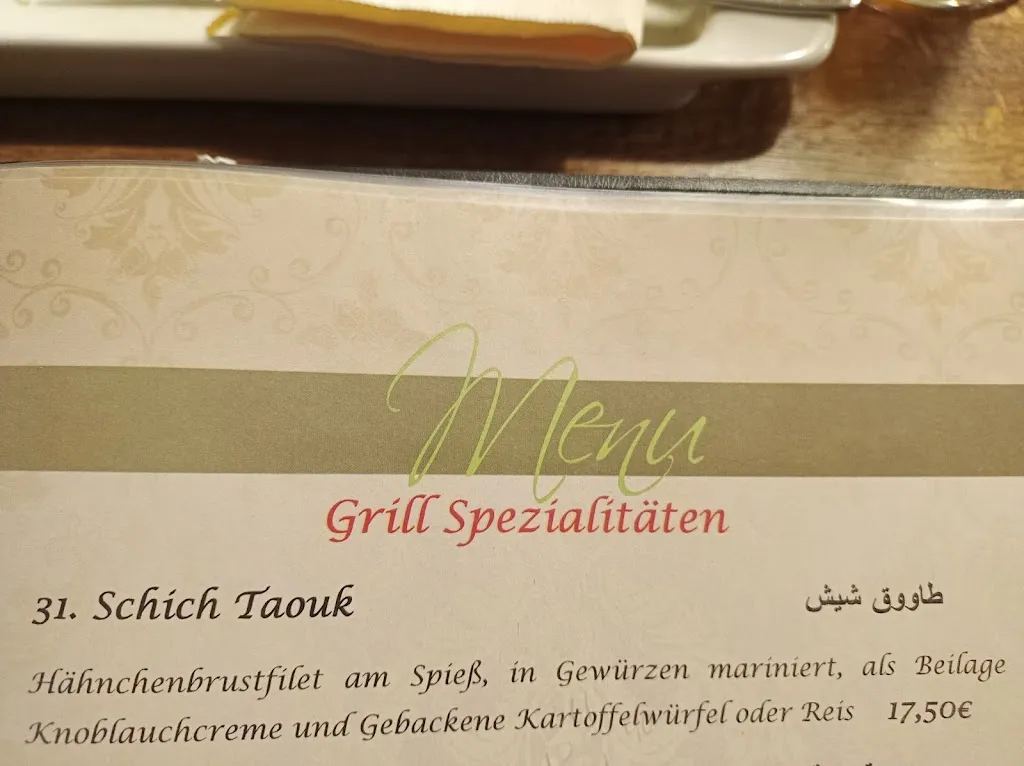 Menu
Grill Spezialitäten
31. Schich Taouk طاووق شيش
Hähnchenbrustfilet am Spieß, in Gewürzen mariniert, als Beilage
Knoblauchcreme und Gebackene Kartoffelwürfel oder Reis 17,50€